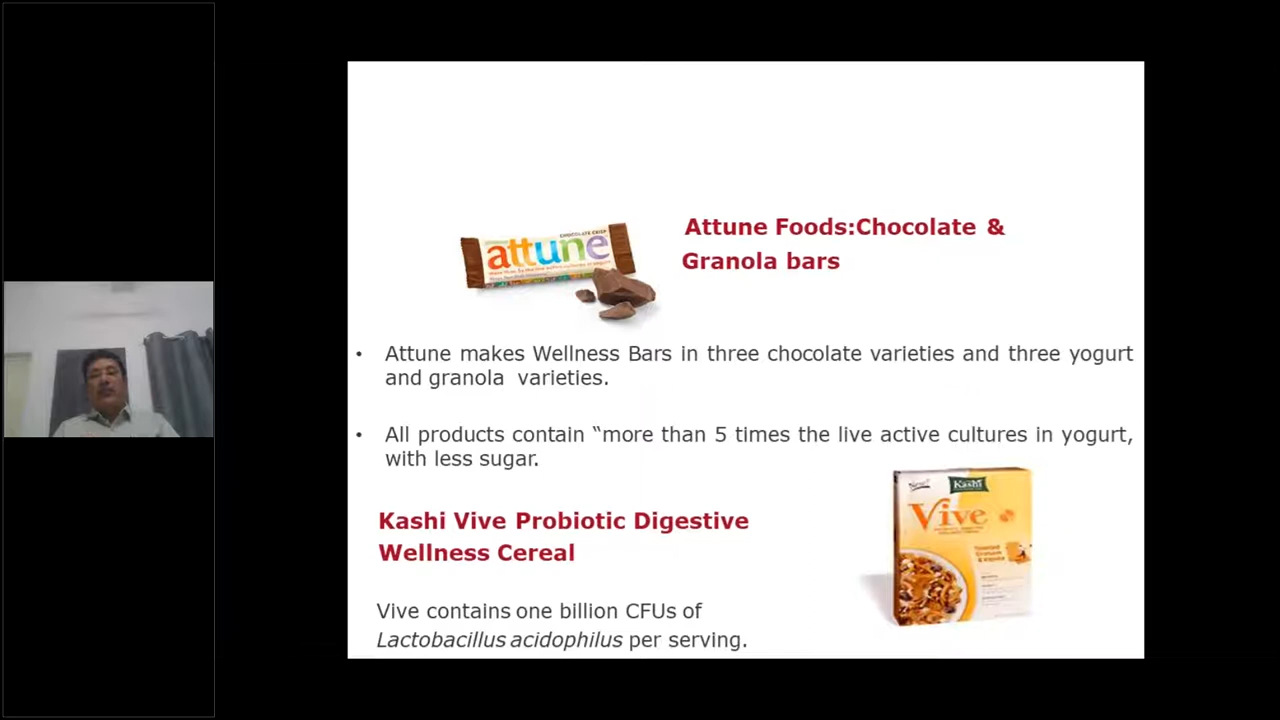 Attune Foods:Chocolate &
Granola bars
CHOCOLATE CRISP
attune
• Attune makes Wellness Bars in three chocolate varieties and three yogurt
and granola varieties.
• All products contain “more than 5 times the live active cultures in yogurt,
with less sugar.
Kashi Vive Probiotic Digestive
Wellness Cereal
Kashi
Vive
Vive contains one billion CFUs of
Lactobacillus acidophilus per serving.